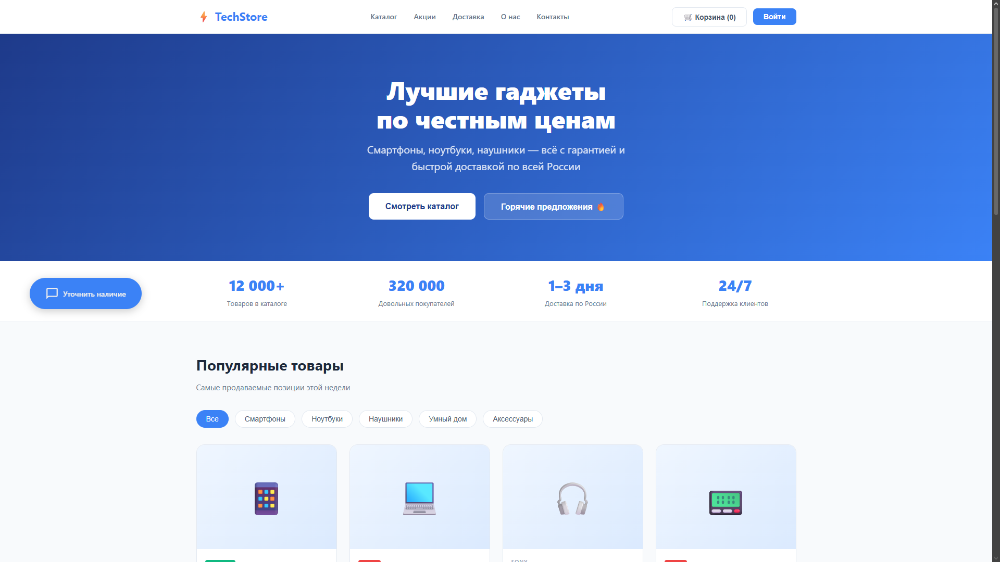 TechStore
Каталог
Акции
Доставка
О нас
Контакты
Корзина (0)
Войти
Лучшие гаджеты
по честным ценам
Смартфоны, ноутбуки, наушники — всё с гарантией и
быстрой доставкой по всей России
Смотреть каталог
Горячие предложения
Уточнить наличие
12 000+
Товаров в каталоге
320 000
Довольных покупателей
1–3 дня
Доставка по России
24/7
Поддержка клиентов
Популярные товары
Самые продаваемые позиции этой недели
Все
Смартфоны
Ноутбуки
Наушники
Умный дом
Аксессуары
SONY